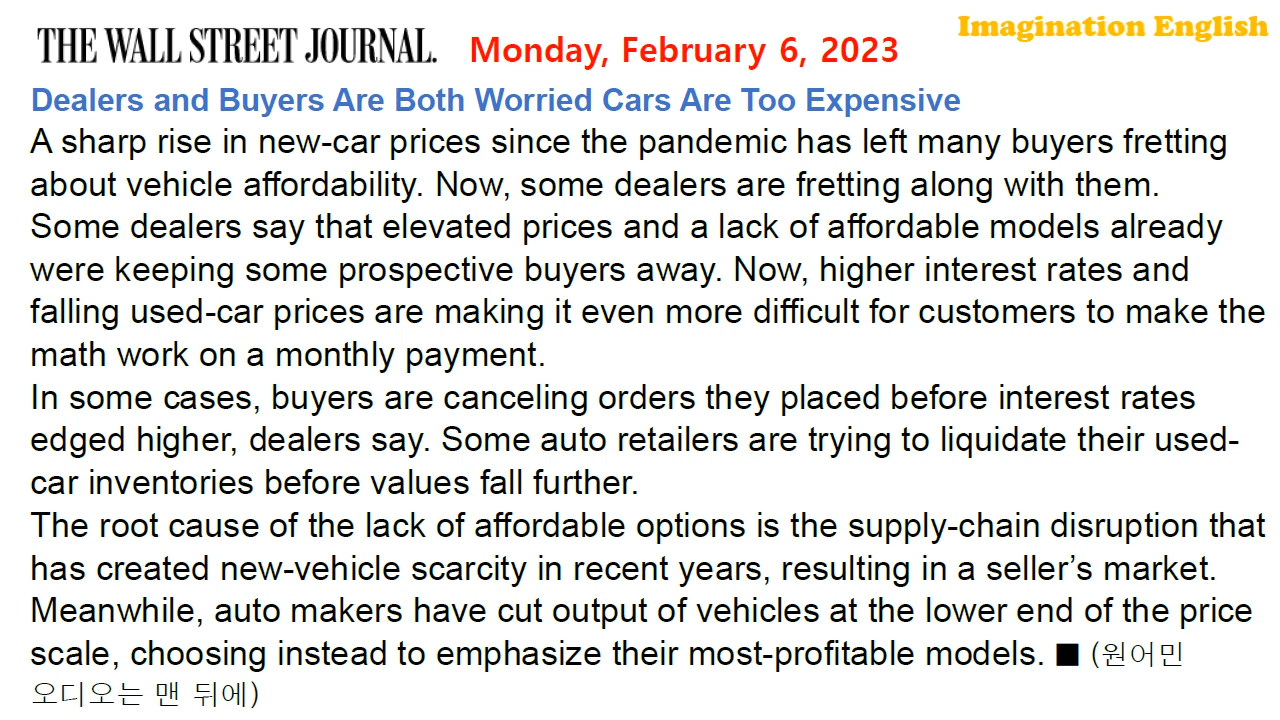 THE WALL STREET JOURNAL. Monday, February 6, 2023 Imagination English
Dealers and Buyers Are Both Worried Cars Are Too Expensive
A sharp rise in new-car prices since the pandemic has left many buyers fretting
about vehicle affordability. Now, some dealers are fretting along with them.
Some dealers say that elevated prices and a lack of affordable models already
were keeping some prospective buyers away. Now, higher interest rates and
falling used-car prices are making it even more difficult for customers to make the
math work on a monthly payment.
In some cases, buyers are canceling orders they placed before interest rates
edged higher, dealers say. Some auto retailers are trying to liquidate their used-
car inventories before values fall further.
The root cause of the lack of affordable options is the supply-chain disruption that
has created new-vehicle scarcity in recent years, resulting in a seller’s market.
Meanwhile, auto makers have cut output of vehicles at the lower end of the price
scale, choosing instead to emphasize their most-profitable models. ■ (원어민
오디오는 맨 뒤에)